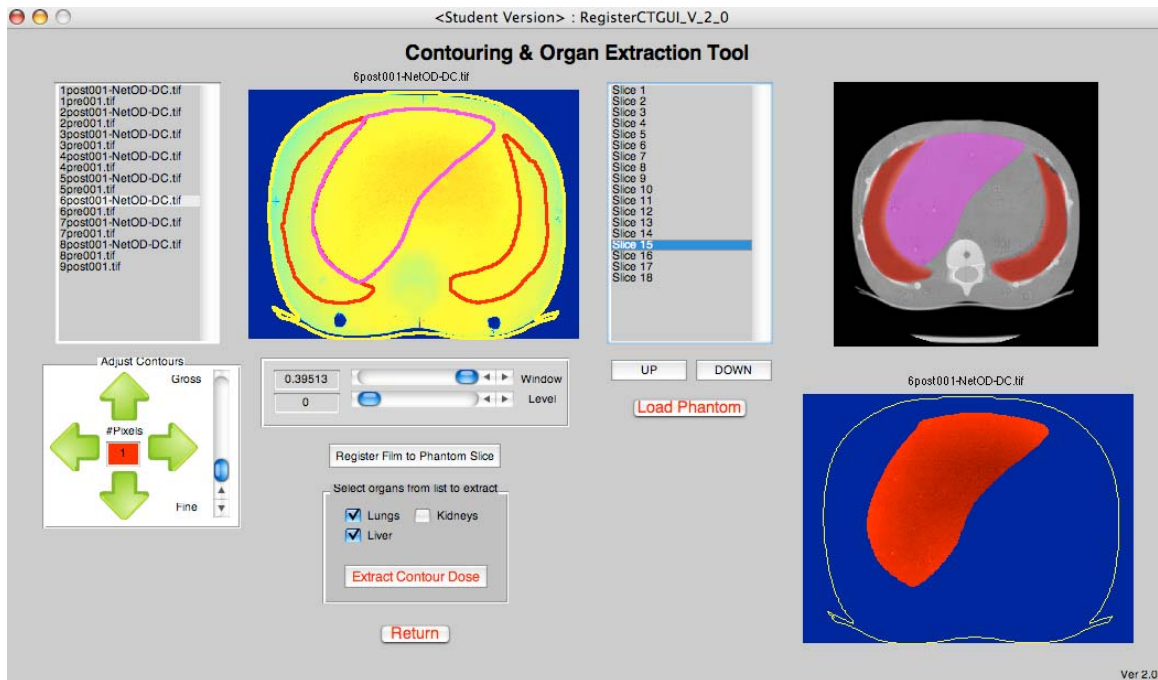 <Student Version> : RegisterCTGUI_V_2_0
Contouring & Organ Extraction Tool
6post001-NetOD-DC.tif
1post001-NetOD-DC.tif
1pre001.tif
2post001-NetOD-DC.tif
2pre001.tif
3post001-NetOD-DC.tif
3pre001.tif
4post001-NetOD-DC.tif
4pre001.tif
5post001-NetOD-DC.tif
5pre001.tif
6post001-NetOD-DC.tif
6pre001.tif
7post001-NetOD-DC.tif
7pre001.tif
8post001-NetOD-DC.tif
8pre001.tif
9post001.tif
Slice 1
Slice 2
Slice 3
Slice 4
Slice 5
Slice 6
Slice 7
Slice 8
Slice 9
Slice 10
Slice 11
Slice 12
Slice 13
Slice 14
Slice 15
Slice 16
Slice 17
Slice 18
Adjust Contours
Gross
#Pixels
1
Fine
0.39513
Window
0
Level
UP
DOWN
Load Phantom
Register Film to Phantom Slice
Select organs from list to extract
Lungs
Kidneys
Liver
Extract Contour Dose
Return
6post001-NetOD-DC.tif
Ver 2.0